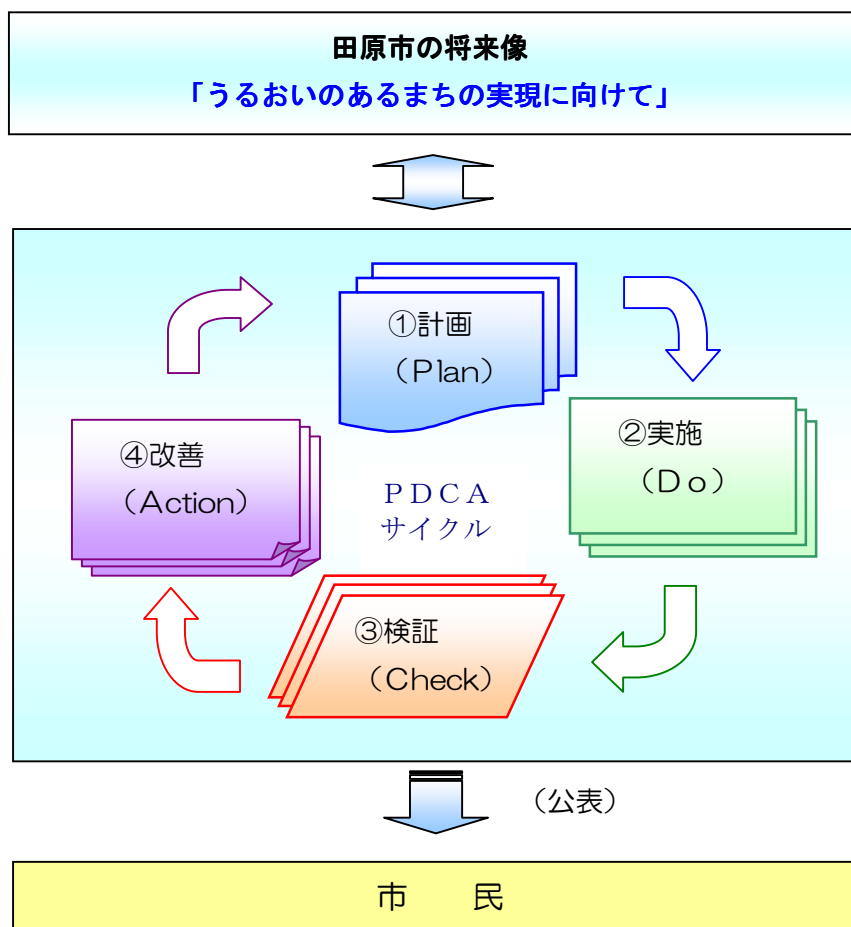 田原市の将来像
「うるおいのあるまちの実現に向けて」
①計画
（Plan）
②実施
（Ｄｏ）
④改善
（Action）
ＰＤＣＡ
サイクル
③検証
（Check）
（公表）
市　　民